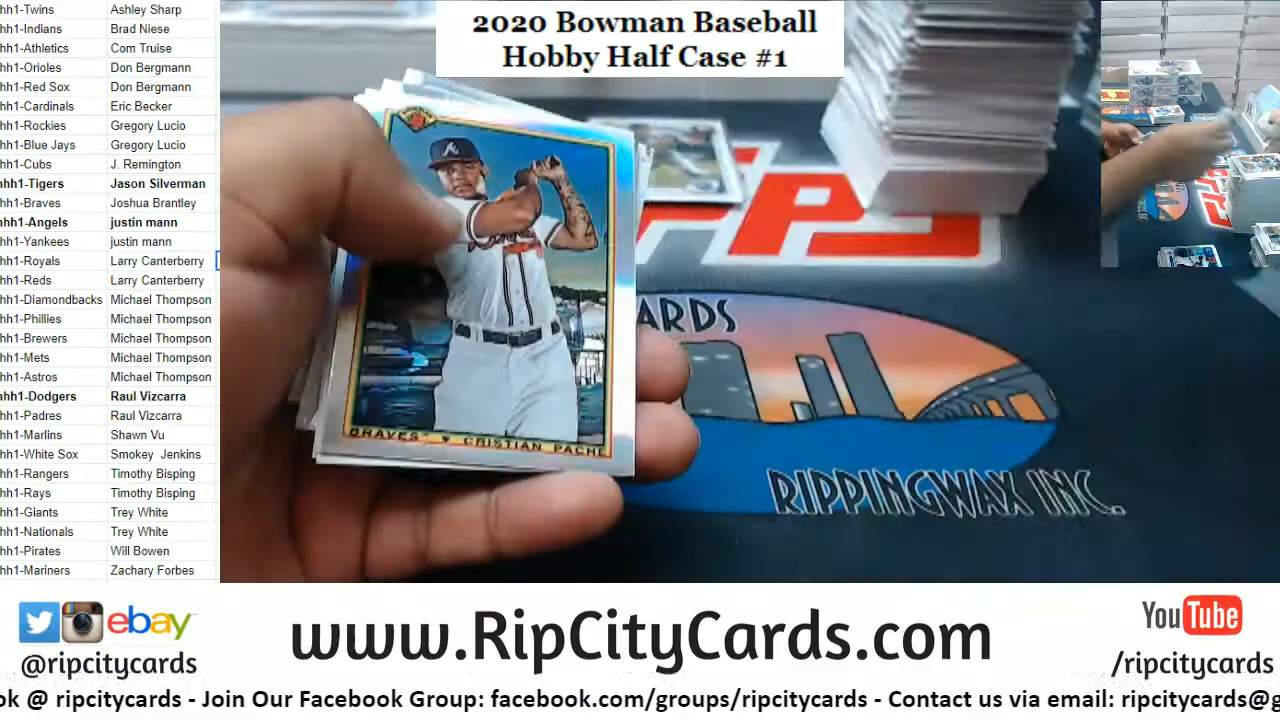 hh1-Twins Ashley Sharp
hh1-Indians Brad Niese
hh1-Athletics Com Truise
hh1-Orioles Don Bergmann
hh1-Red Sox Don Bergmann
hh1-Cardinals Eric Becker
hh1-Rockies Gregory Lucio
hh1-Blue Jays Gregory Lucio
hh1-Cubs J. Remington
hh1-Tigers Jason Silverman
hh1-Braves Joshua Brantley
hh1-Angels justin mann
hh1-Yankees justin mann
hh1-Royals Larry Canterberry
hh1-Reds Larry Canterberry
hh1-Diamondbacks Michael Thompson
hh1-Phillies Michael Thompson
hh1-Brewers Michael Thompson
hh1-Mets Michael Thompson
hh1-Astros Michael Thompson
hh1-Dodgers Raul Vizcarra
hh1-Padres Raul Vizcarra
hh1-Marlins Shawn Vu
hh1-White Sox Smokey Jenkins
hh1-Rangers Timothy Bisping
hh1-Rays Timothy Bisping
hh1-Giants Trey White
hh1-Nationals Trey White
hh1-Pirates Will Bowen
hh1-Mariners Zachary Forbes
2020 Bowman Baseball
Hobby Half Case #1
A
BRAVES CRISTIAN PACHE
PPS
ARDS
RIPPINGWAX INC.
ebay
@ripcitycards
www.RipCityCards.com
YouTube
/ripcitycards
ok @ ripcitycards - Join Our Facebook Group: facebook.com/groups/ripcitycards - Contact us via email: ripcitycards@g